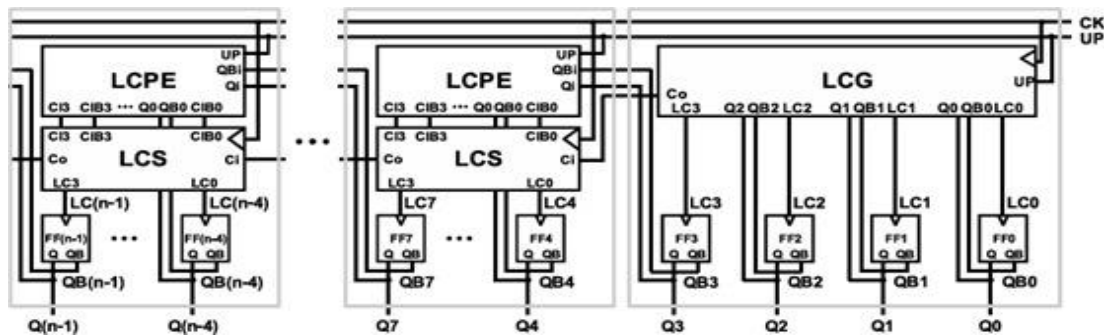 CK
UP
UP
QBi
Qi
LCPE
CI3 CIB3 ··· Q0 QB0 CIB0
CI3 CIB3 CIB0
Co LCS Ci
LC3 LC0
LC(n-1) LC(n-4)
FF(n-1) ··· FF(n-4)
Q QB Q QB
QB(n-1) QB(n-4)
Q(n-1) Q(n-4)
···
UP
QBi
Qi
LCPE
CI3 CIB3 ··· Q0 QB0 CIB0
CI3 CIB3 CIB0
Co LCS Ci
LC3 LC0
LC7 LC4
FF7 ··· FF4
Q QB Q QB
QB7 QB4
Q7 Q4
LCG
UP
Co
LC3 Q2 QB2 LC2 Q1 QB1 LC1 Q0 QB0 LC0
LC3 LC2 LC1 LC0
FF3 FF2 FF1 FF0
Q QB Q QB Q QB Q QB
QB3 QB2 QB1 QB0
Q3 Q2 Q1 Q0